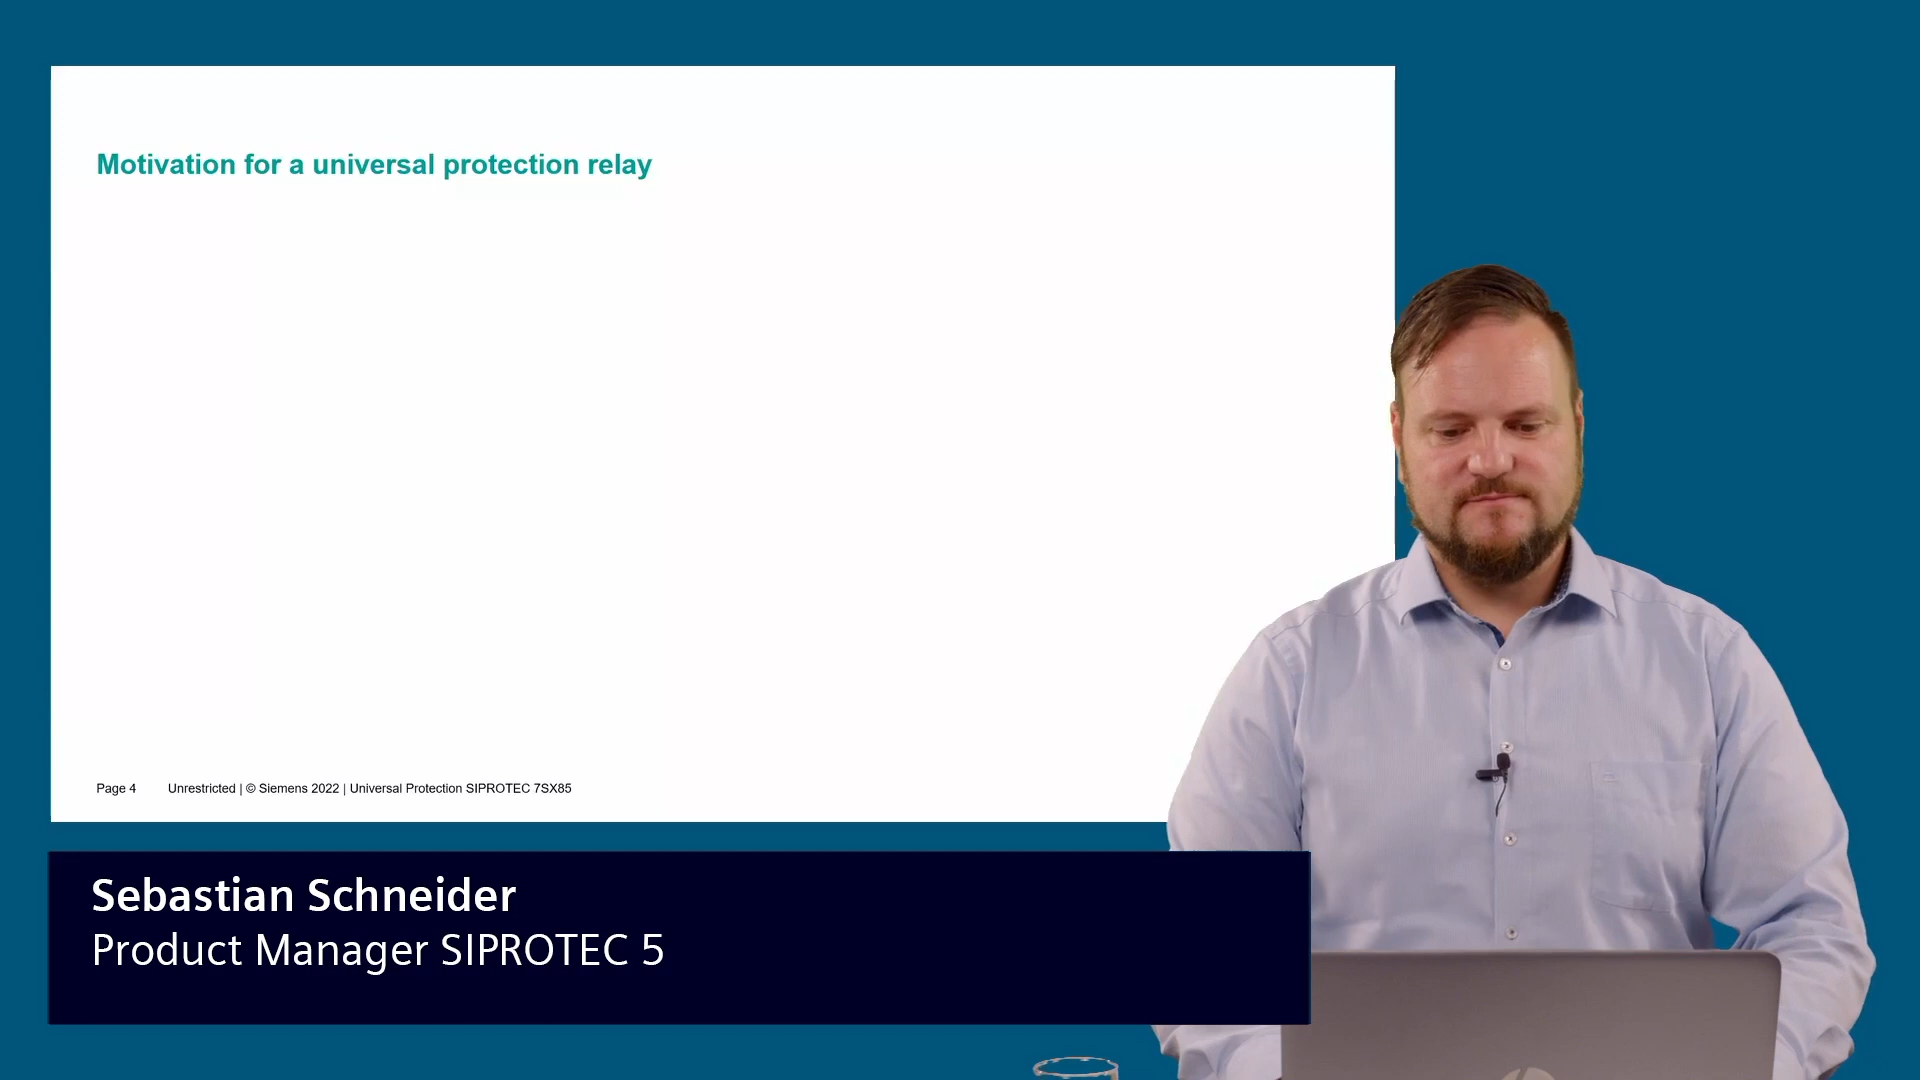 Motivation for a universal protection relay
Page 4 Unrestricted | © Siemens 2022 | Universal Protection SIPROTEC 7SX85
Sebastian Schneider
Product Manager SIPROTEC 5